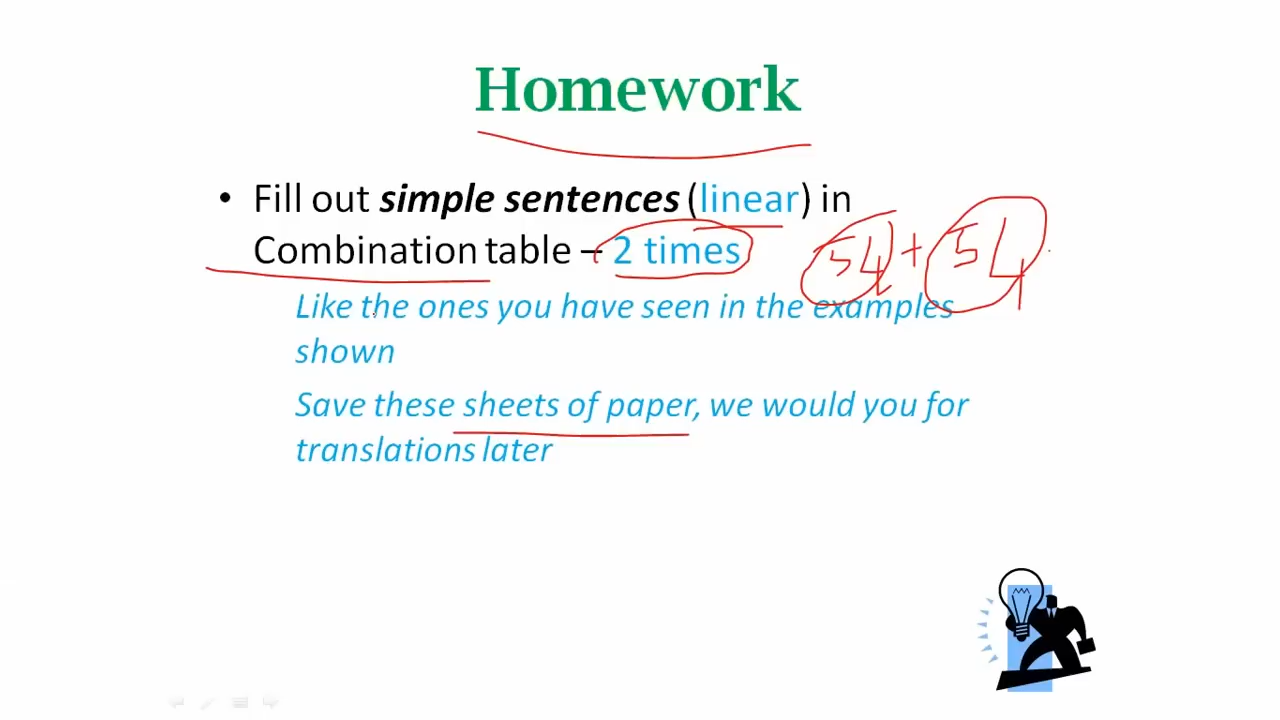 Homework
• Fill out simple sentences (linear) in
Combination table – 2 times
54 + 54
Like the ones you have seen in the examples
shown
Save these sheets of paper, we would you for
translations later